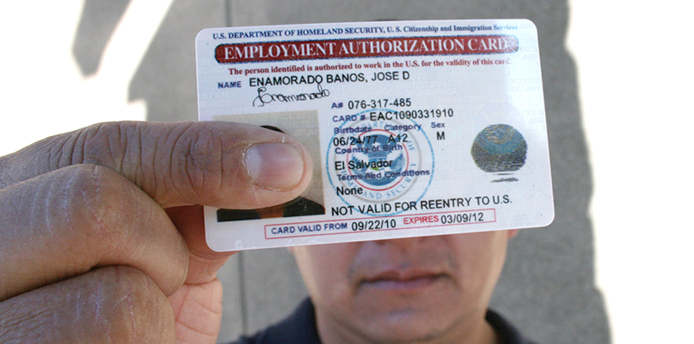 U.S. DEPARTMENT OF HOMELAND SECURITY, U.S. Citizenship and Immigration Services
EMPLOYMENT AUTHORIZATION CARD
The person identified is authorized to work in the U.S. for the validity of this card.
NAME ENAMORADO BANOS, JOSE D
Enamorado
A# 076-317-485
CARD # EAC1090331910
Birthdate Category Sex
06/24/77 A12 M
Country of Birth
El Salvador
Terms and Conditions
None
NOT VALID FOR REENTRY TO U.S.
CARD VALID FROM 09/22/10 EXPIRES 03/09/12